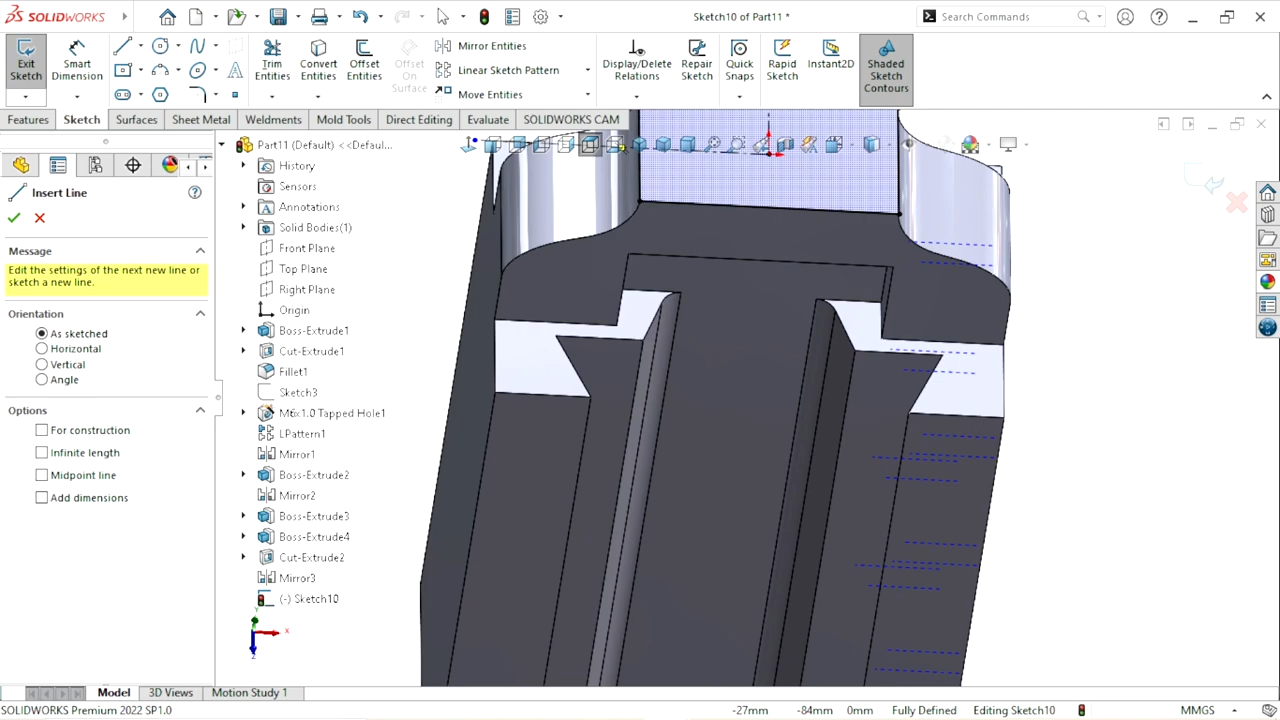 SOLIDWORKS
Sketch10 of Part11 *
Search Commands
Exit Sketch
Smart Dimension
Trim Entities
Convert Entities
Offset Entities
Offset On Surface
Mirror Entities
Linear Sketch Pattern
Move Entities
Display/Delete Relations
Repair Sketch
Quick Snaps
Rapid Sketch
Instant2D
Shaded Sketch Contours
Features
Sketch
Surfaces
Sheet Metal
Weldments
Mold Tools
Direct Editing
Evaluate
SOLIDWORKS CAM
Insert Line
Message
Edit the settings of the next new line or
sketch a new line.
Orientation
As sketched
Horizontal
Vertical
Angle
Options
For construction
Infinite length
Midpoint line
Add dimensions
Part11 (Default) <<Defaul...
History
Sensors
Annotations
Solid Bodies(1)
Front Plane
Top Plane
Right Plane
Origin
Boss-Extrude1
Cut-Extrude1
Fillet1
Sketch3
M6x1.0 Tapped Hole1
LPattern1
Mirror1
Boss-Extrude2
Mirror2
Boss-Extrude3
Boss-Extrude4
Cut-Extrude2
Mirror3
(-) Sketch10
Y
X
Z
Model
3D Views
Motion Study 1
SOLIDWORKS Premium 2022 SP1.0
-27mm
-84mm
0mm
Fully Defined
Editing Sketch10
MMGS